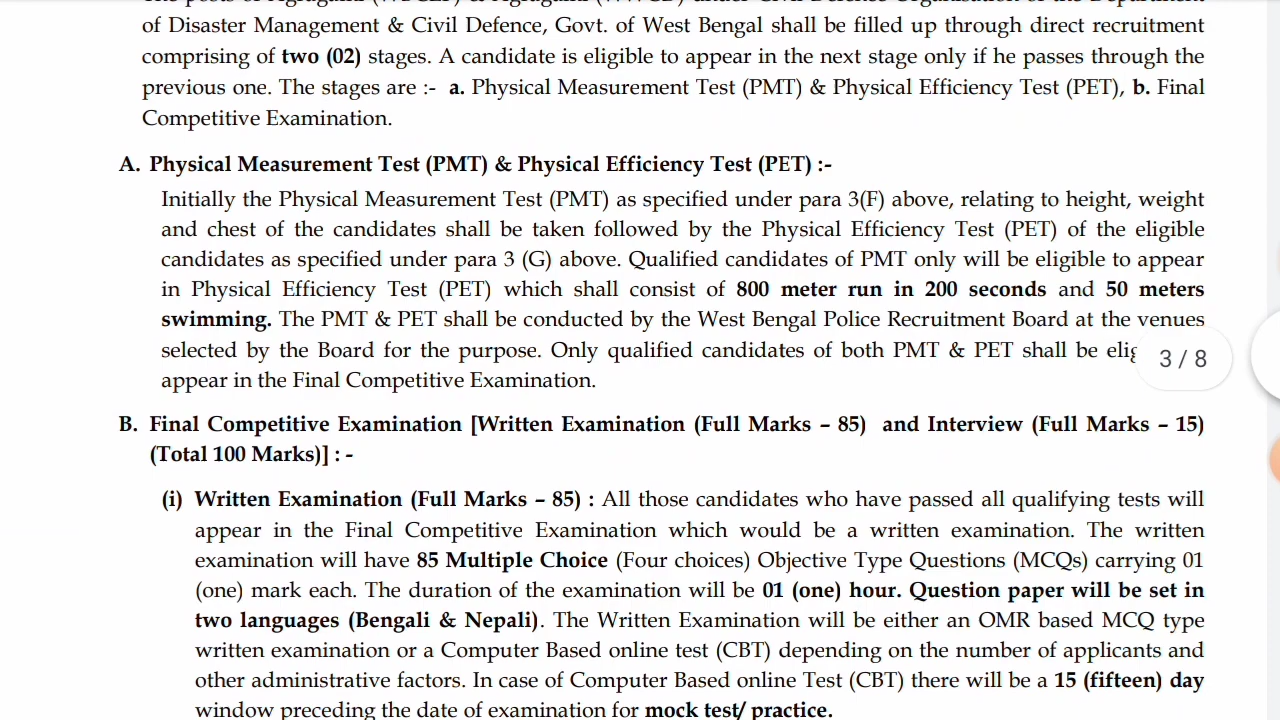 of Disaster Management & Civil Defence, Govt. of West Bengal shall be filled up through direct recruitment
comprising of two (02) stages. A candidate is eligible to appear in the next stage only if he passes through the
previous one. The stages are :- a. Physical Measurement Test (PMT) & Physical Efficiency Test (PET), b. Final
Competitive Examination.
A. Physical Measurement Test (PMT) & Physical Efficiency Test (PET) :-
Initially the Physical Measurement Test (PMT) as specified under para 3(F) above, relating to height, weight
and chest of the candidates shall be taken followed by the Physical Efficiency Test (PET) of the eligible
candidates as specified under para 3 (G) above. Qualified candidates of PMT only will be eligible to appear
in Physical Efficiency Test (PET) which shall consist of 800 meter run in 200 seconds and 50 meters
swimming. The PMT & PET shall be conducted by the West Bengal Police Recruitment Board at the venues
selected by the Board for the purpose. Only qualified candidates of both PMT & PET shall be
3 / 8
appear in the Final Competitive Examination.
B. Final Competitive Examination [Written Examination (Full Marks – 85) and Interview (Full Marks – 15)
(Total 100 Marks)] : -
(i) Written Examination (Full Marks – 85) : All those candidates who have passed all qualifying tests will
appear in the Final Competitive Examination which would be a written examination. The written
examination will have 85 Multiple Choice (Four choices) Objective Type Questions (MCQs) carrying 01
(one) mark each. The duration of the examination will be 01 (one) hour. Question paper will be set in
two languages (Bengali & Nepali). The Written Examination will be either an OMR based MCQ type
written examination or a Computer Based online test (CBT) depending on the number of applicants and
other administrative factors. In case of Computer Based online Test (CBT) there will be a 15 (fifteen) day
window preceding the date of examination for mock test/ practice.